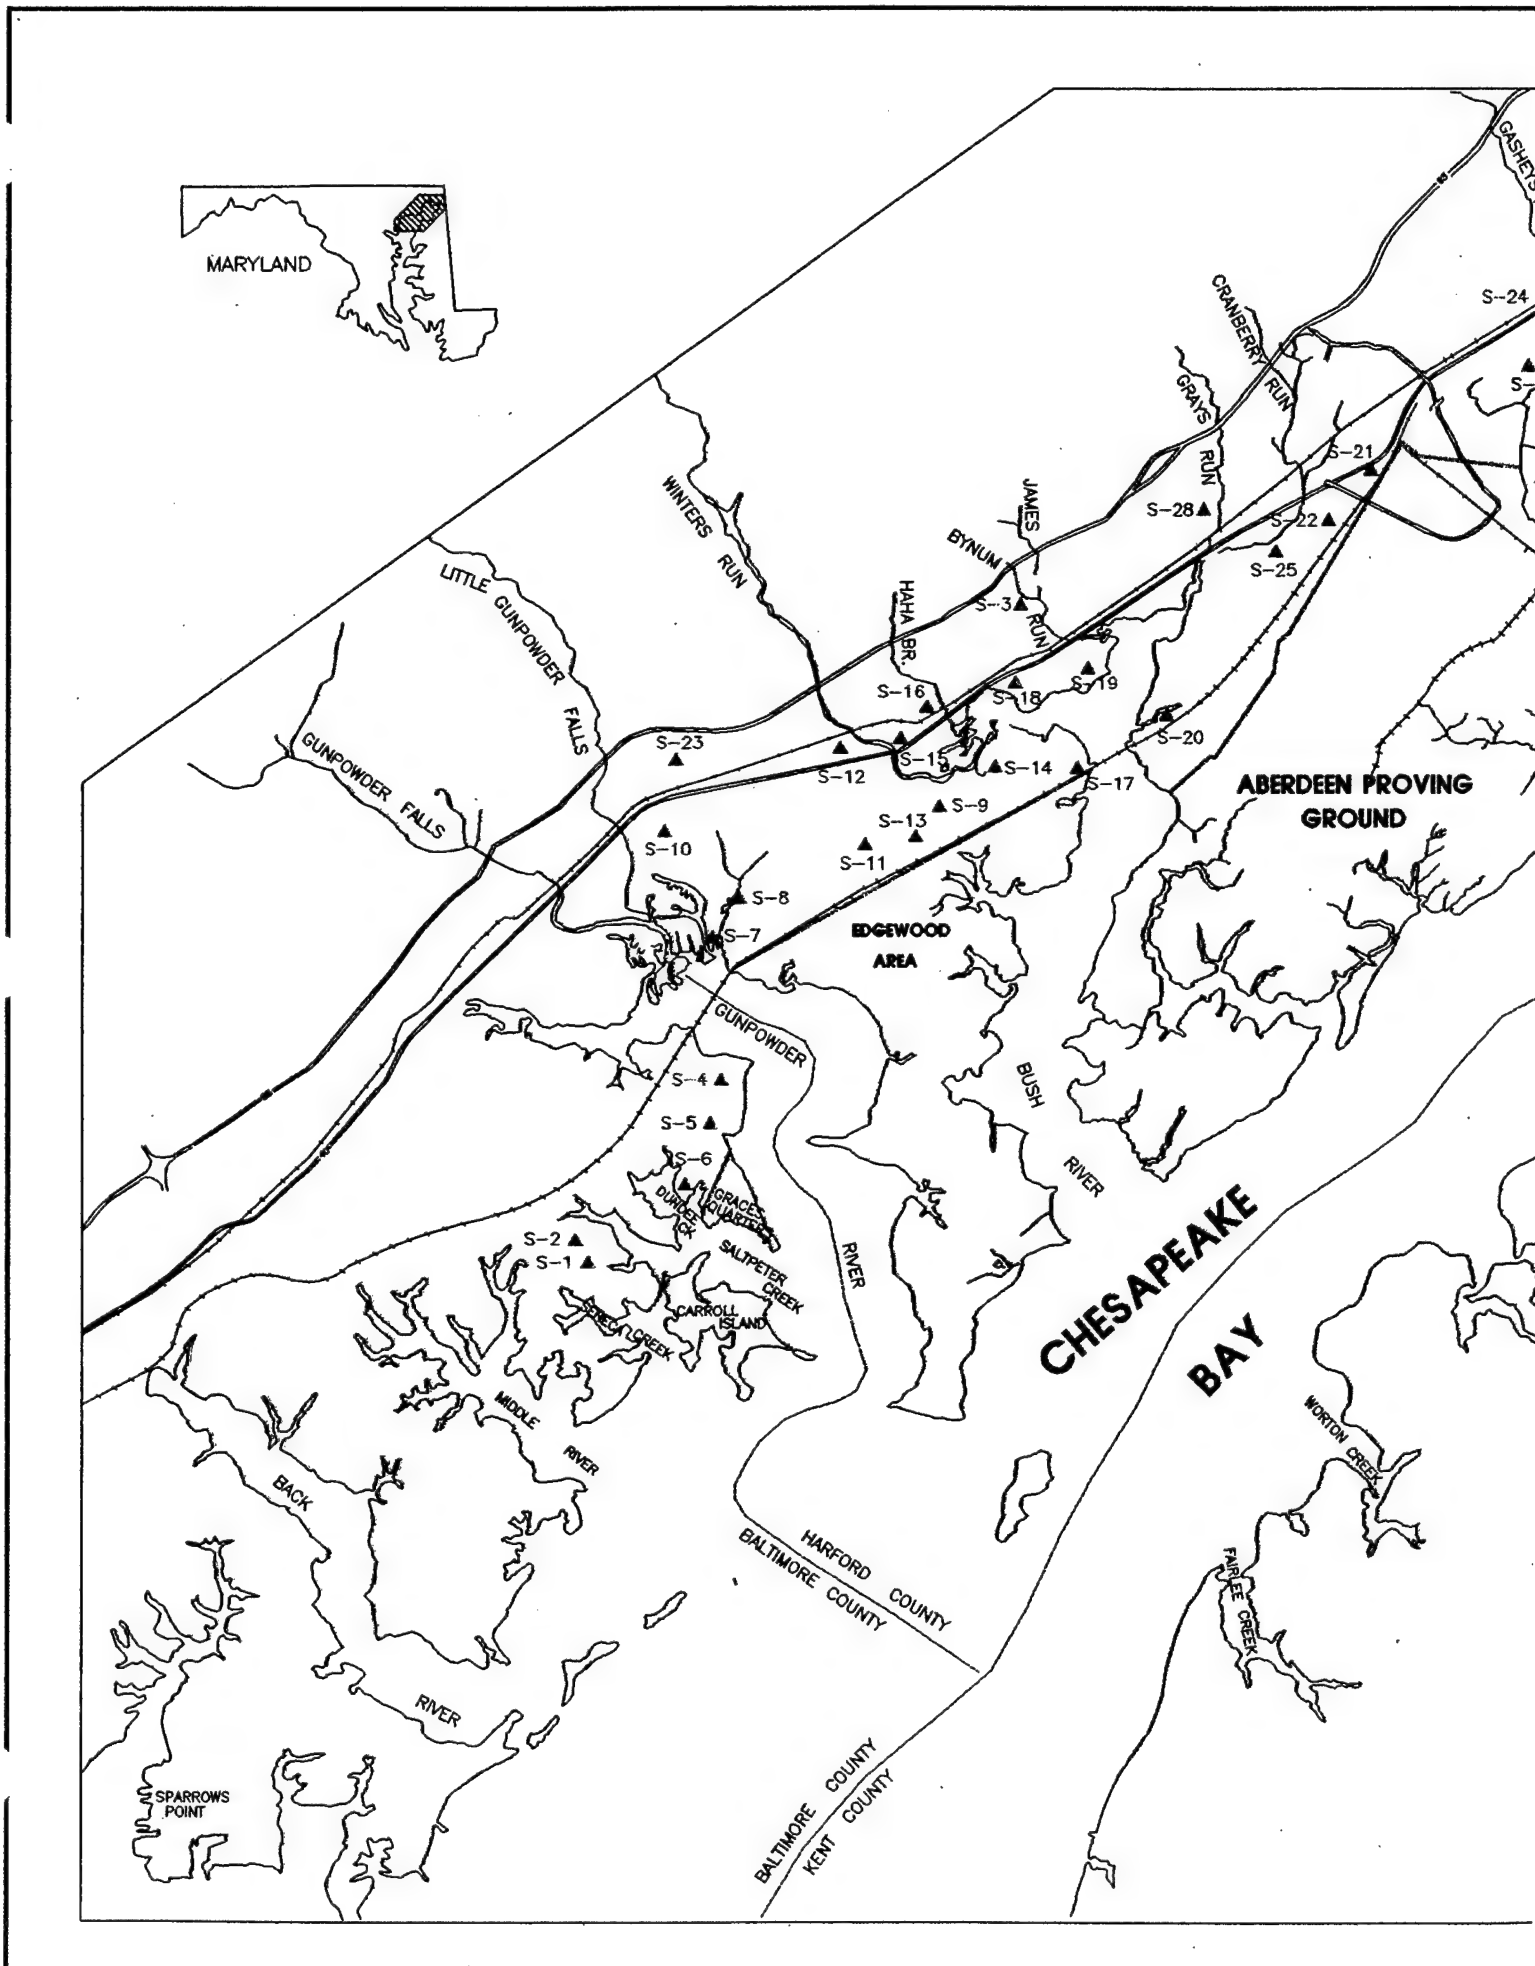 GASHEYS
MARYLAND
S-24
CRANBERRY RUN
GRAYS RUN
S-
S-21
WINTERS RUN
JAMES
S-28
S-22
BYNUM RUN
S-25
LITTLE GUNPOWDER FALLS
HAHA BR.
S-3
S-16
S-18
S-19
S-23
S-20
GUNPOWDER FALLS
S-15
S-12
S-14
S-17
ABERDEEN PROVING
GROUND
S-9
S-13
S-10
S-11
S-8
EDGEWOOD
AREA
S-7
GUNPOWDER
S-4
BUSH
S-5
S-6
RIVER
GRACES
QUARTER
DUNDEE
CK
CHESAPEAKE
BAY
S-2
S-1
SALTPETER
CREEK
RIVER
SENECA CREEK
CARROLL
ISLAND
MIDDLE
RIVER
WORTON CREEK
BACK
HARFORD COUNTY
BALTIMORE COUNTY
FAIRLEE CREEK
RIVER
BALTIMORE COUNTY
KENT COUNTY
SPARROWS
POINT